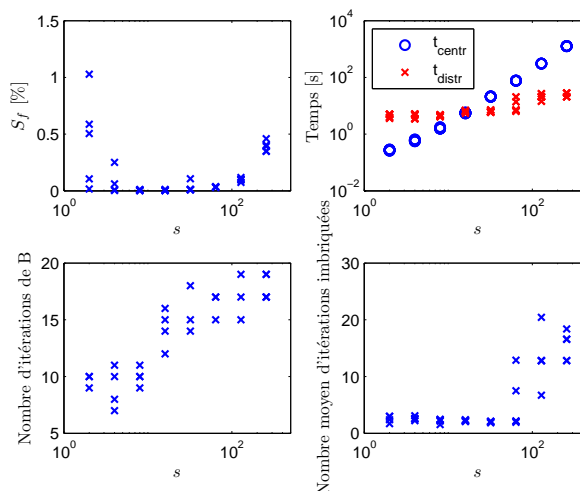 1.5
1
0.5
0
S_f [%]
10^0
10^2
s
10^4
10^2
10^0
10^−2
Temps [s]
t_centr
t_distr
10^0
10^2
s
20
15
10
5
Nombre d'itérations de B
10^0
10^2
s
30
20
10
0
Nombre moyen d'itérations imbriquées
10^0
10^2
s